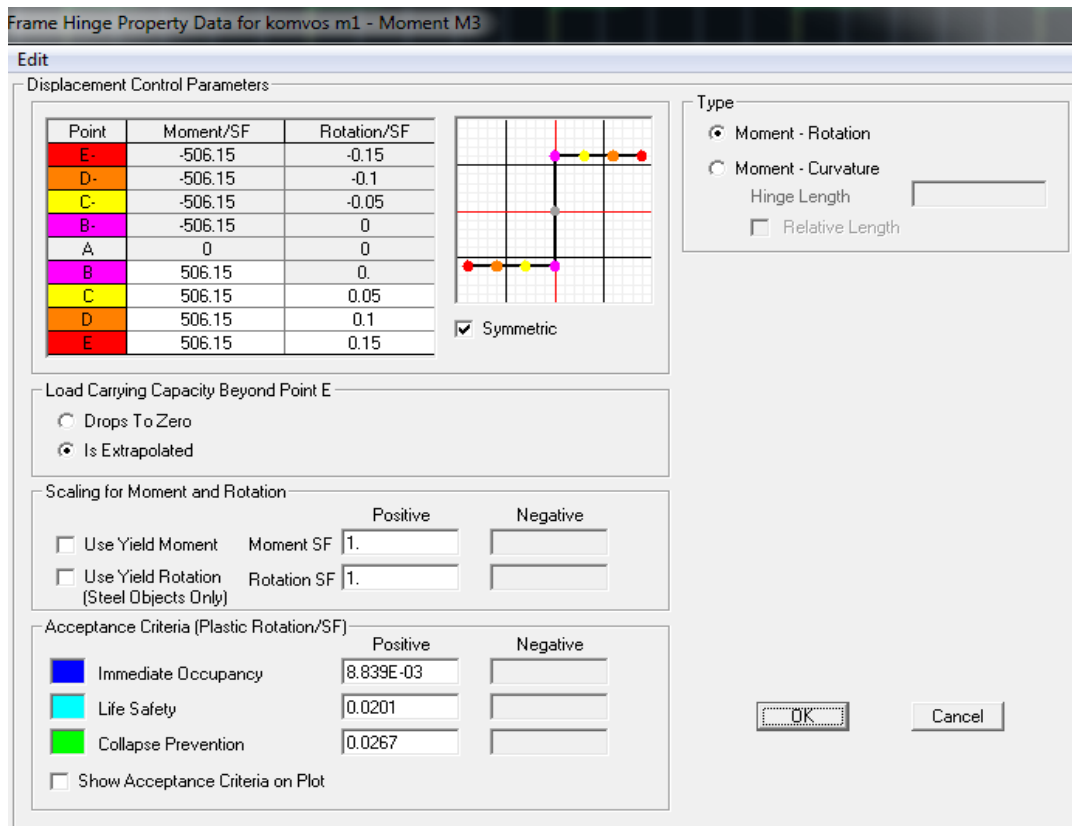 Frame Hinge Property Data for komvos m1 - Moment M3
Edit
Displacement Control Parameters
Point Moment/SF Rotation/SF
E- -506.15 -0.15
D- -506.15 -0.1
C- -506.15 -0.05
B- -506.15 0
A 0 0
B 506.15 0.
C 506.15 0.05
D 506.15 0.1
E 506.15 0.15
Symmetric
Type
Moment - Rotation
Moment - Curvature
Hinge Length
Relative Length
Load Carrying Capacity Beyond Point E
Drops To Zero
Is Extrapolated
Scaling for Moment and Rotation
Positive Negative
Use Yield Moment Moment SF 1.
Use Yield Rotation Rotation SF 1.
(Steel Objects Only)
Acceptance Criteria (Plastic Rotation/SF)
Positive Negative
Immediate Occupancy 8.839E-03
Life Safety 0.0201
Collapse Prevention 0.0267
Show Acceptance Criteria on Plot
OK Cancel